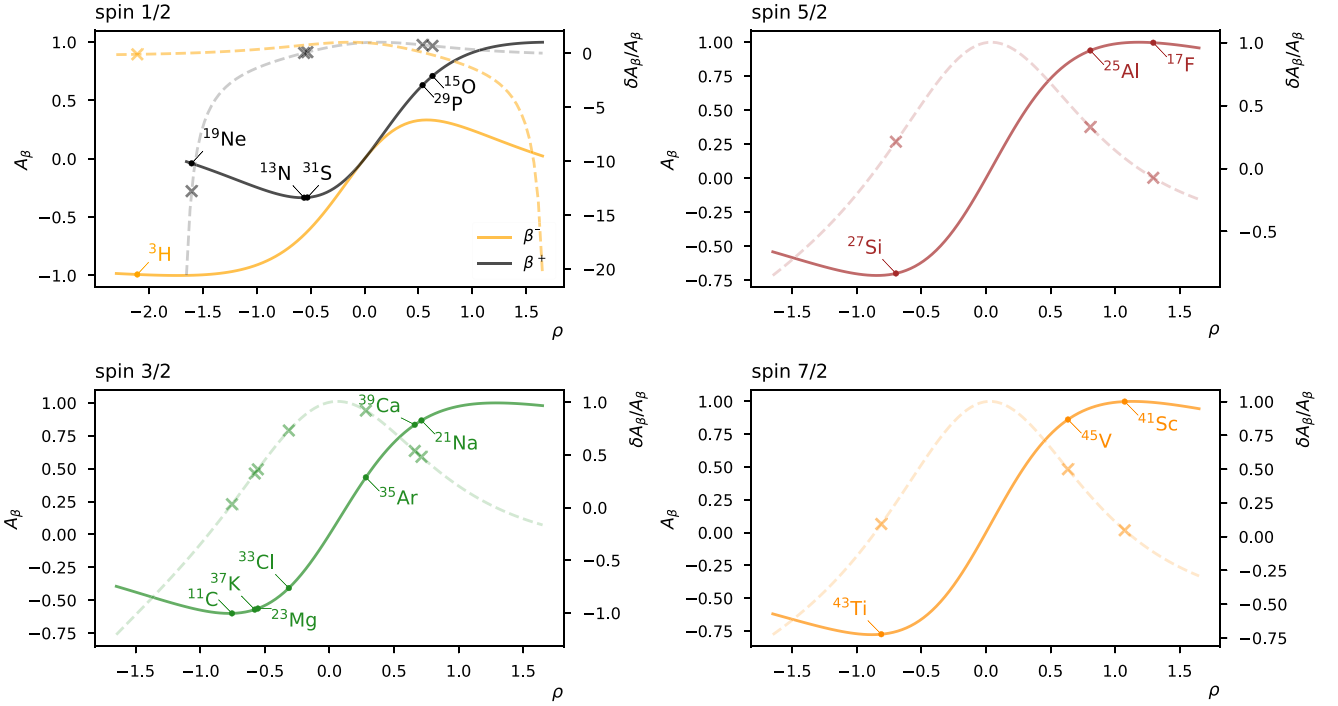 spin 1/2
1.0
0.5
0.0
−0.5
−1.0
A_β
0
−5
−10
−15
−20
δA_β/A_β
¹⁹Ne
¹³N
³¹S
¹⁵O
²⁹P
³H
β⁻
β⁺
−2.0 −1.5 −1.0 −0.5 0.0 0.5 1.0 1.5
ρ
spin 5/2
1.00
0.75
0.50
0.25
0.00
−0.25
−0.50
−0.75
A_β
1.0
0.5
0.0
−0.5
δA_β/A_β
²⁵Al
¹⁷F
²⁷Si
−1.5 −1.0 −0.5 0.0 0.5 1.0 1.5
ρ
spin 3/2
1.00
0.75
0.50
0.25
0.00
−0.25
−0.50
−0.75
A_β
1.0
0.5
0.0
−0.5
−1.0
δA_β/A_β
³⁹Ca
²¹Na
³⁵Ar
³³Cl
³⁷K
¹¹C
²³Mg
−1.5 −1.0 −0.5 0.0 0.5 1.0 1.5
ρ
spin 7/2
1.00
0.75
0.50
0.25
0.00
−0.25
−0.50
−0.75
A_β
1.00
0.75
0.50
0.25
0.00
−0.25
−0.50
−0.75
δA_β/A_β
⁴¹Sc
⁴⁵V
⁴³Ti
−1.5 −1.0 −0.5 0.0 0.5 1.0 1.5
ρ